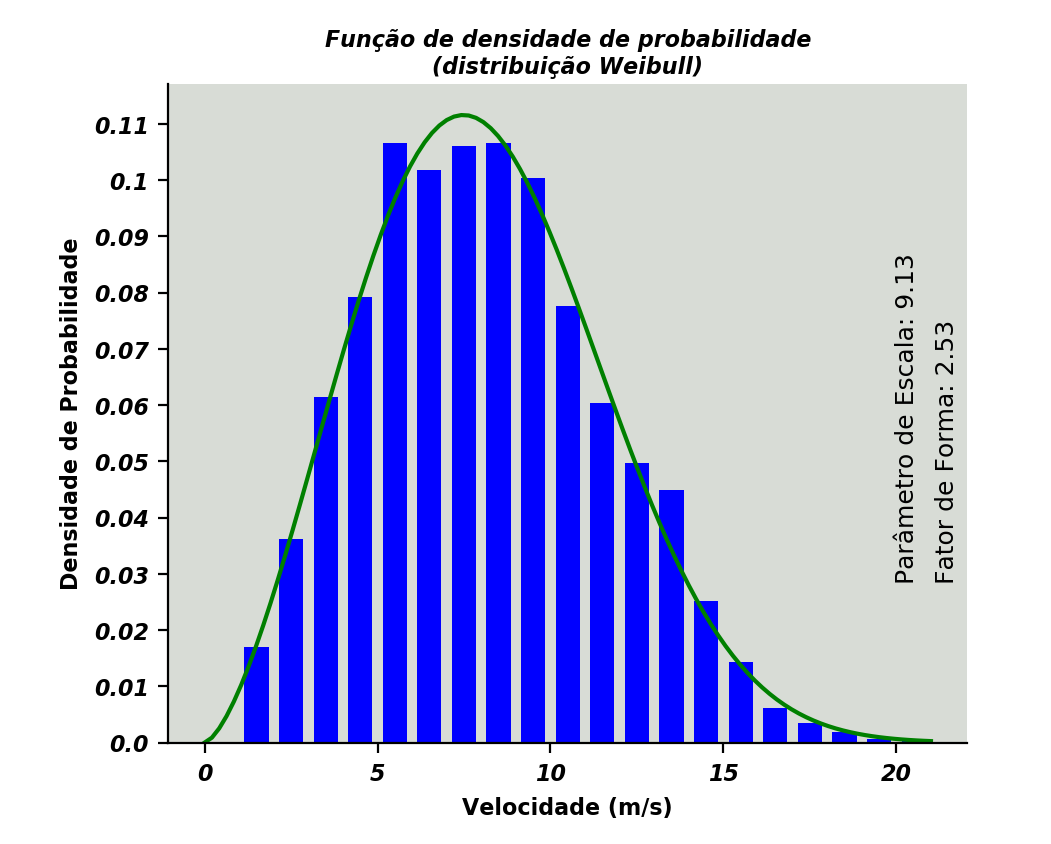 Função de densidade de probabilidade
(distribuição Weibull)
0.11
0.1
0.09
0.08
0.07
0.06
0.05
0.04
0.03
0.02
0.01
0.0
Densidade de Probabilidade
Parâmetro de Escala: 9.13
Fator de Forma: 2.53
0
5
10
15
20
Velocidade (m/s)